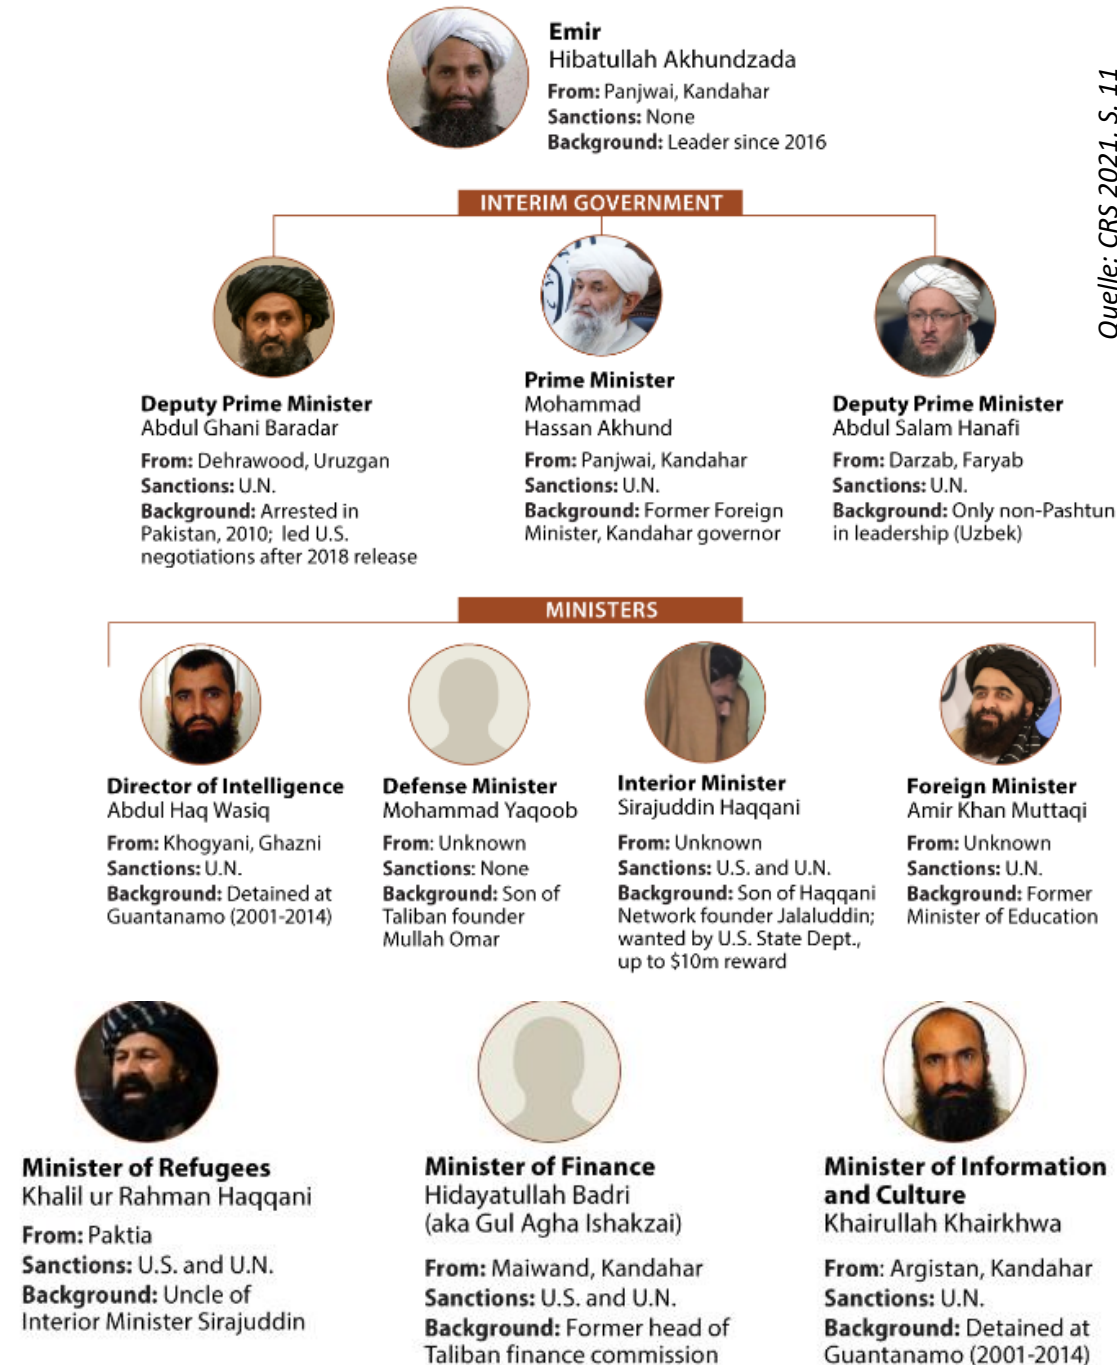 Emir
Hibatullah Akhundzada
From: Panjwai, Kandahar
Sanctions: None
Background: Leader since 2016
Quelle: CRS 2021, S. 11
INTERIM GOVERNMENT
Deputy Prime Minister
Abdul Ghani Baradar
From: Dehrawood, Uruzgan
Sanctions: U.N.
Background: Arrested in
Pakistan, 2010; led U.S.
negotiations after 2018 release
Prime Minister
Mohammad
Hassan Akhund
From: Panjwai, Kandahar
Sanctions: U.N.
Background: Former Foreign
Minister, Kandahar governor
Deputy Prime Minister
Abdul Salam Hanafi
From: Darzab, Faryab
Sanctions: U.N.
Background: Only non-Pashtun
in leadership (Uzbek)
MINISTERS
Director of Intelligence
Abdul Haq Wasiq
From: Khogyani, Ghazni
Sanctions: U.N.
Background: Detained at
Guantanamo (2001-2014)
Defense Minister
Mohammad Yaqoob
From: Unknown
Sanctions: None
Background: Son of
Taliban founder
Mullah Omar
Interior Minister
Sirajuddin Haqqani
From: Unknown
Sanctions: U.S. and U.N.
Background: Son of Haqqani
Network founder Jalaluddin;
wanted by U.S. State Dept.,
up to $10m reward
Foreign Minister
Amir Khan Muttaqi
From: Unknown
Sanctions: U.N.
Background: Former
Minister of Education
Minister of Refugees
Khalil ur Rahman Haqqani
From: Paktia
Sanctions: U.S. and U.N.
Background: Uncle of
Interior Minister Sirajuddin
Minister of Finance
Hidayatullah Badri
(aka Gul Agha Ishakzai)
From: Maiwand, Kandahar
Sanctions: U.S. and U.N.
Background: Former head of
Taliban finance commission
Minister of Information
and Culture
Khairullah Khairkhwa
From: Argistan, Kandahar
Sanctions: U.N.
Background: Detained at
Guantanamo (2001-2014)